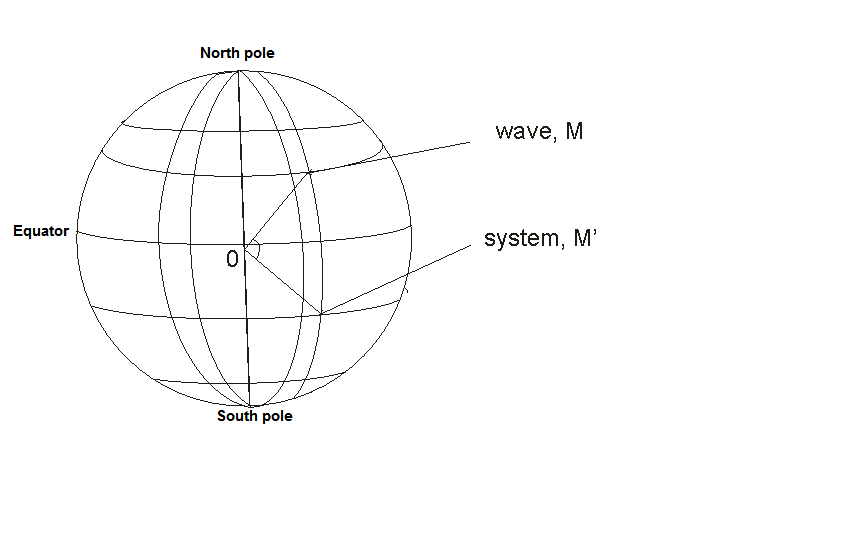 North pole
wave, M
Equator
system, M’
0
South pole